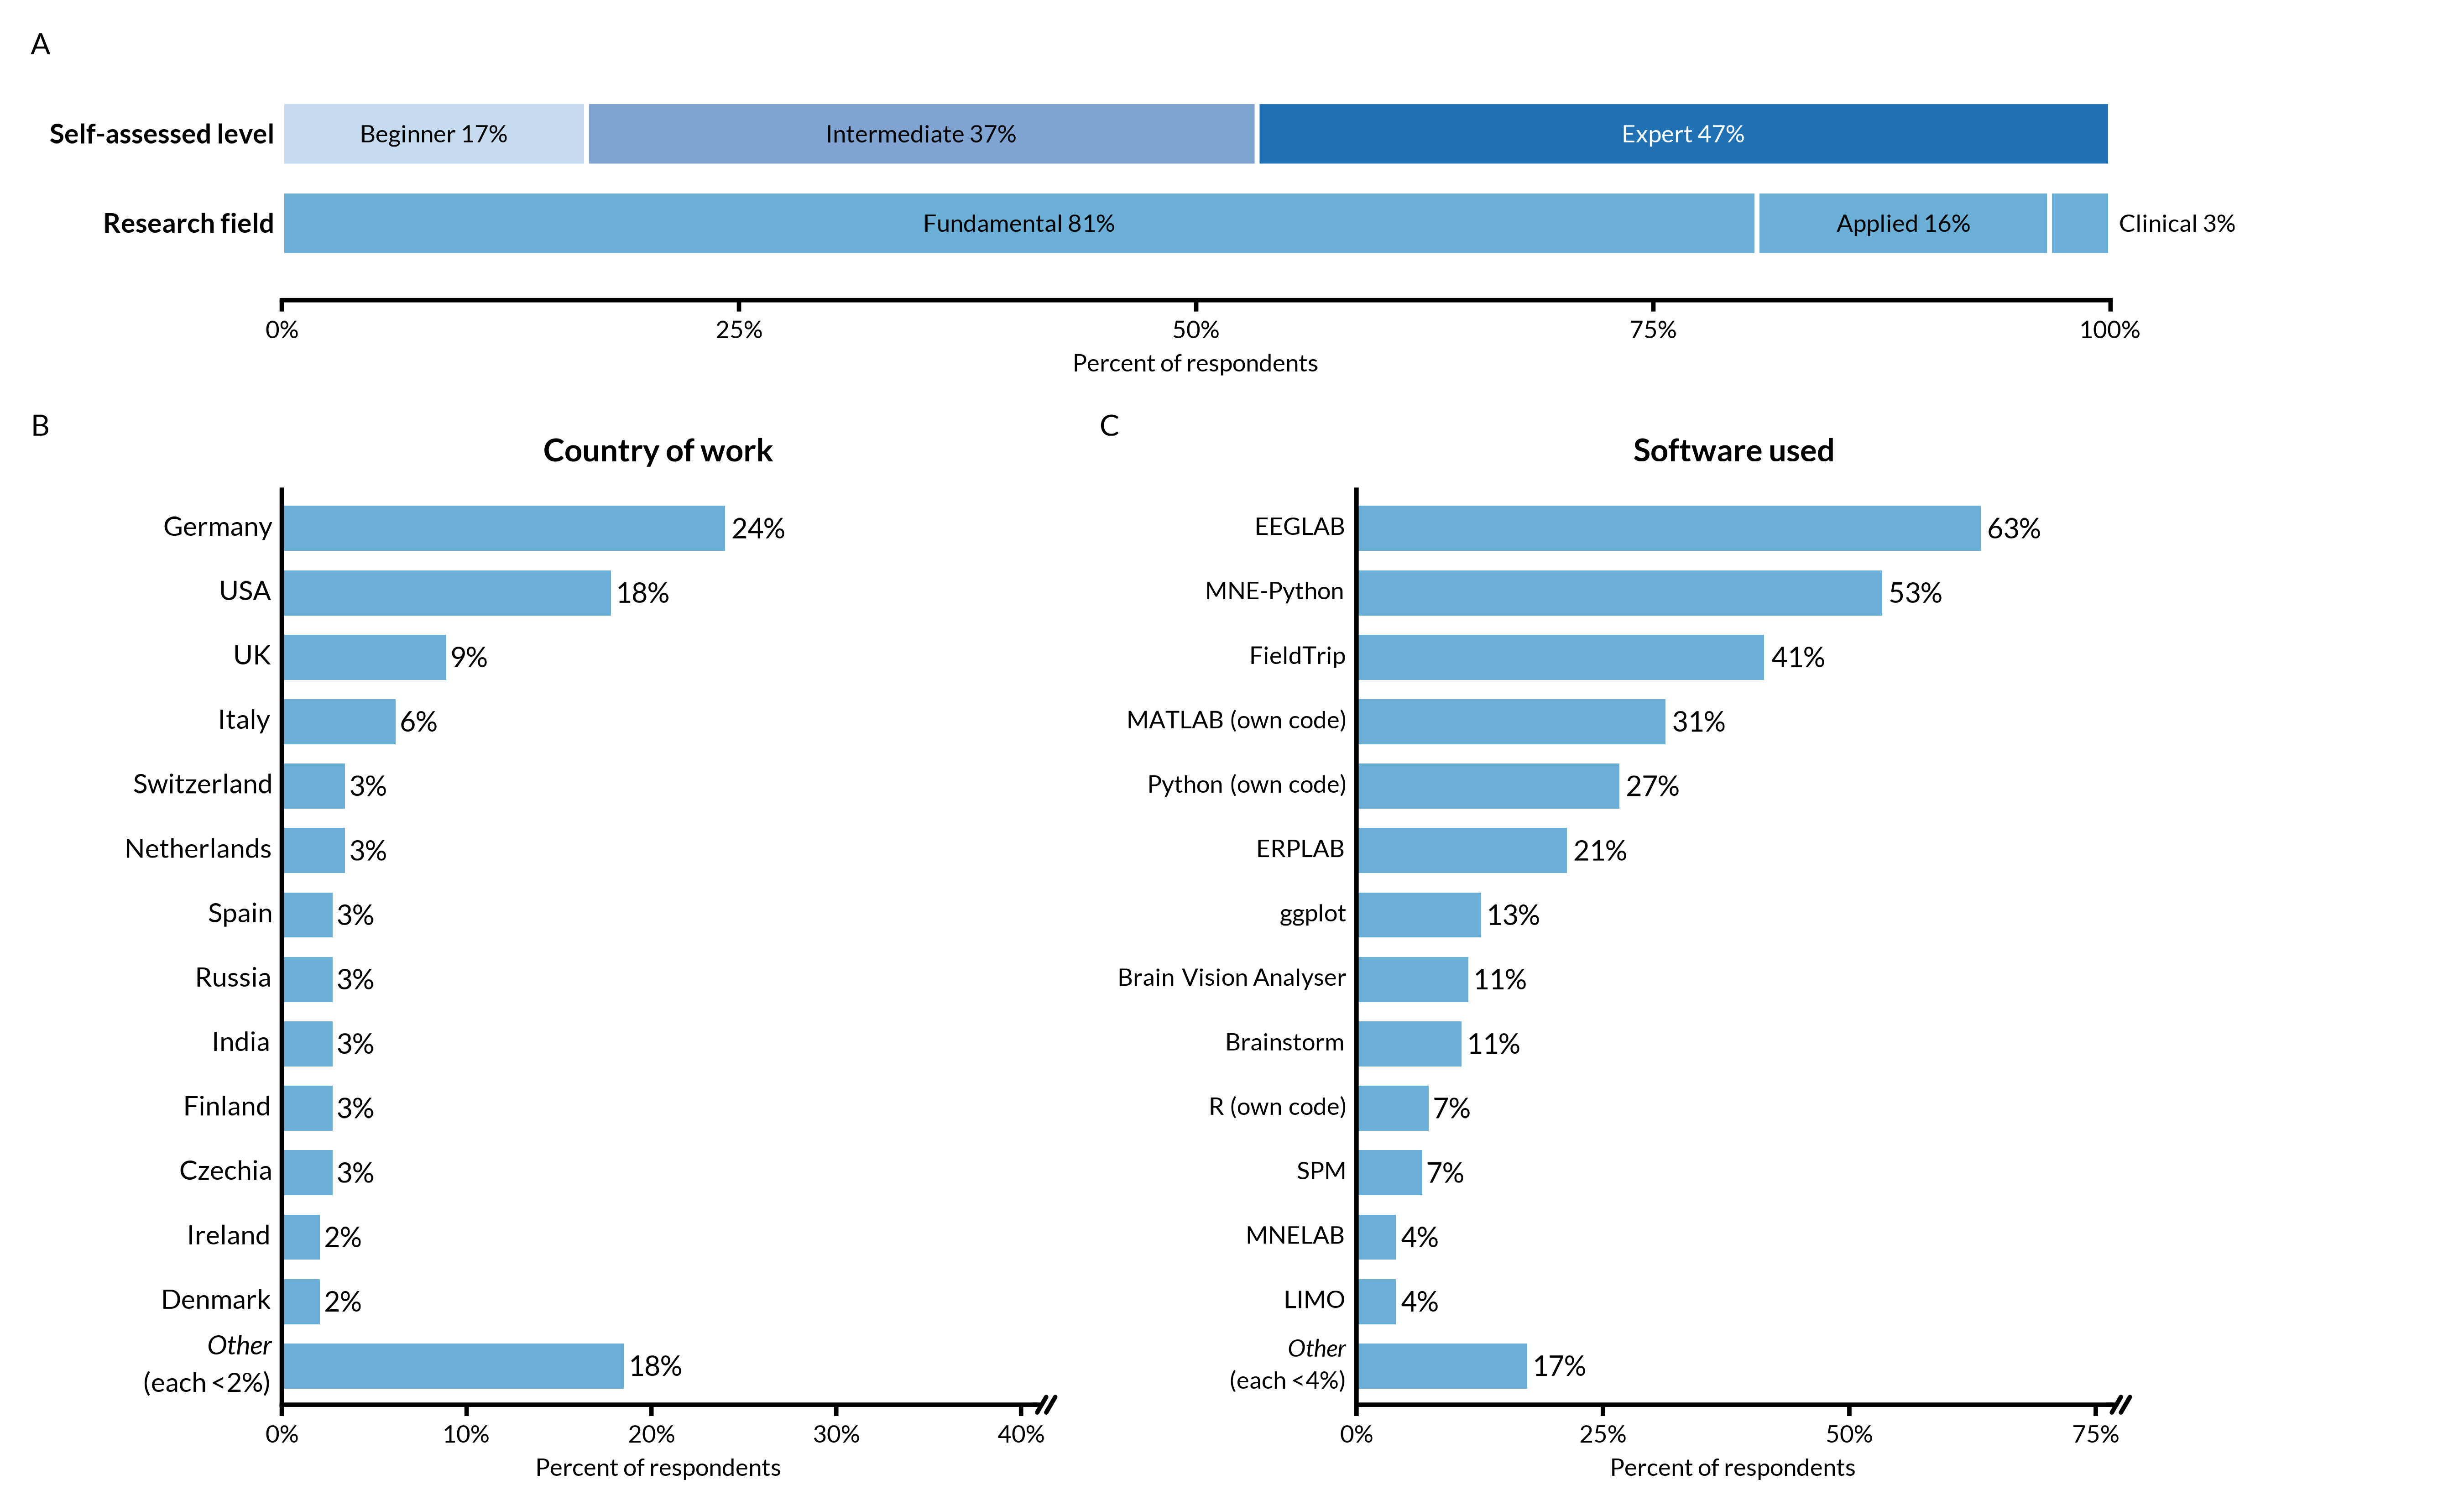 A
Self-assessed level
Beginner 17%
Intermediate 37%
Expert 47%
Research field
Fundamental 81%
Applied 16%
Clinical 3%
0%
25%
50%
75%
100%
Percent of respondents
B
Country of work
Germany
24%
USA
18%
UK
9%
Italy
6%
Switzerland
3%
Netherlands
3%
Spain
3%
Russia
3%
India
3%
Finland
3%
Czechia
3%
Ireland
2%
Denmark
2%
Other
(each <2%)
18%
0%
10%
20%
30%
40%
Percent of respondents
C
Software used
EEGLAB
63%
MNE-Python
53%
FieldTrip
41%
MATLAB (own code)
31%
Python (own code)
27%
ERPLAB
21%
ggplot
13%
Brain Vision Analyser
11%
Brainstorm
11%
R (own code)
7%
SPM
7%
MNELAB
4%
LIMO
4%
Other
(each <4%)
17%
0%
25%
50%
75%
Percent of respondents